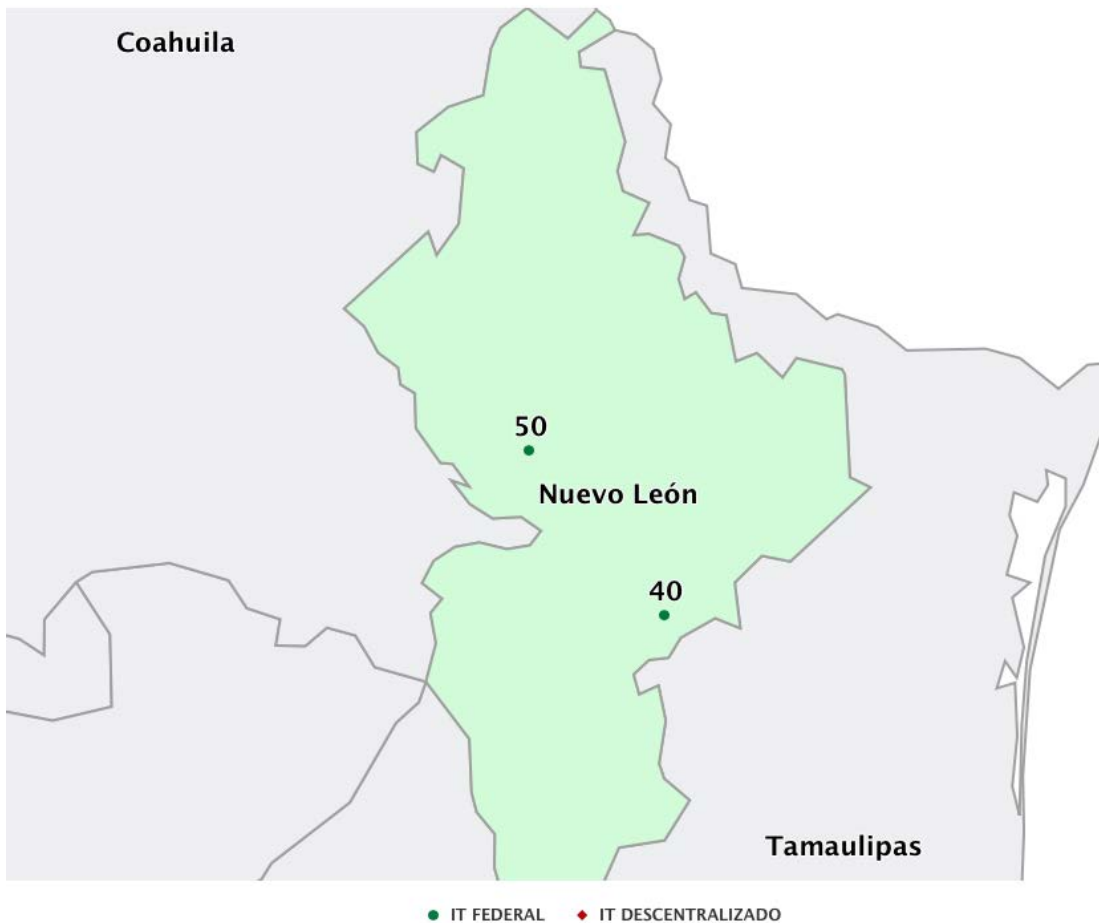 Coahuila
50
Nuevo León
40
Tamaulipas
IT FEDERAL IT DESCENTRALIZADO